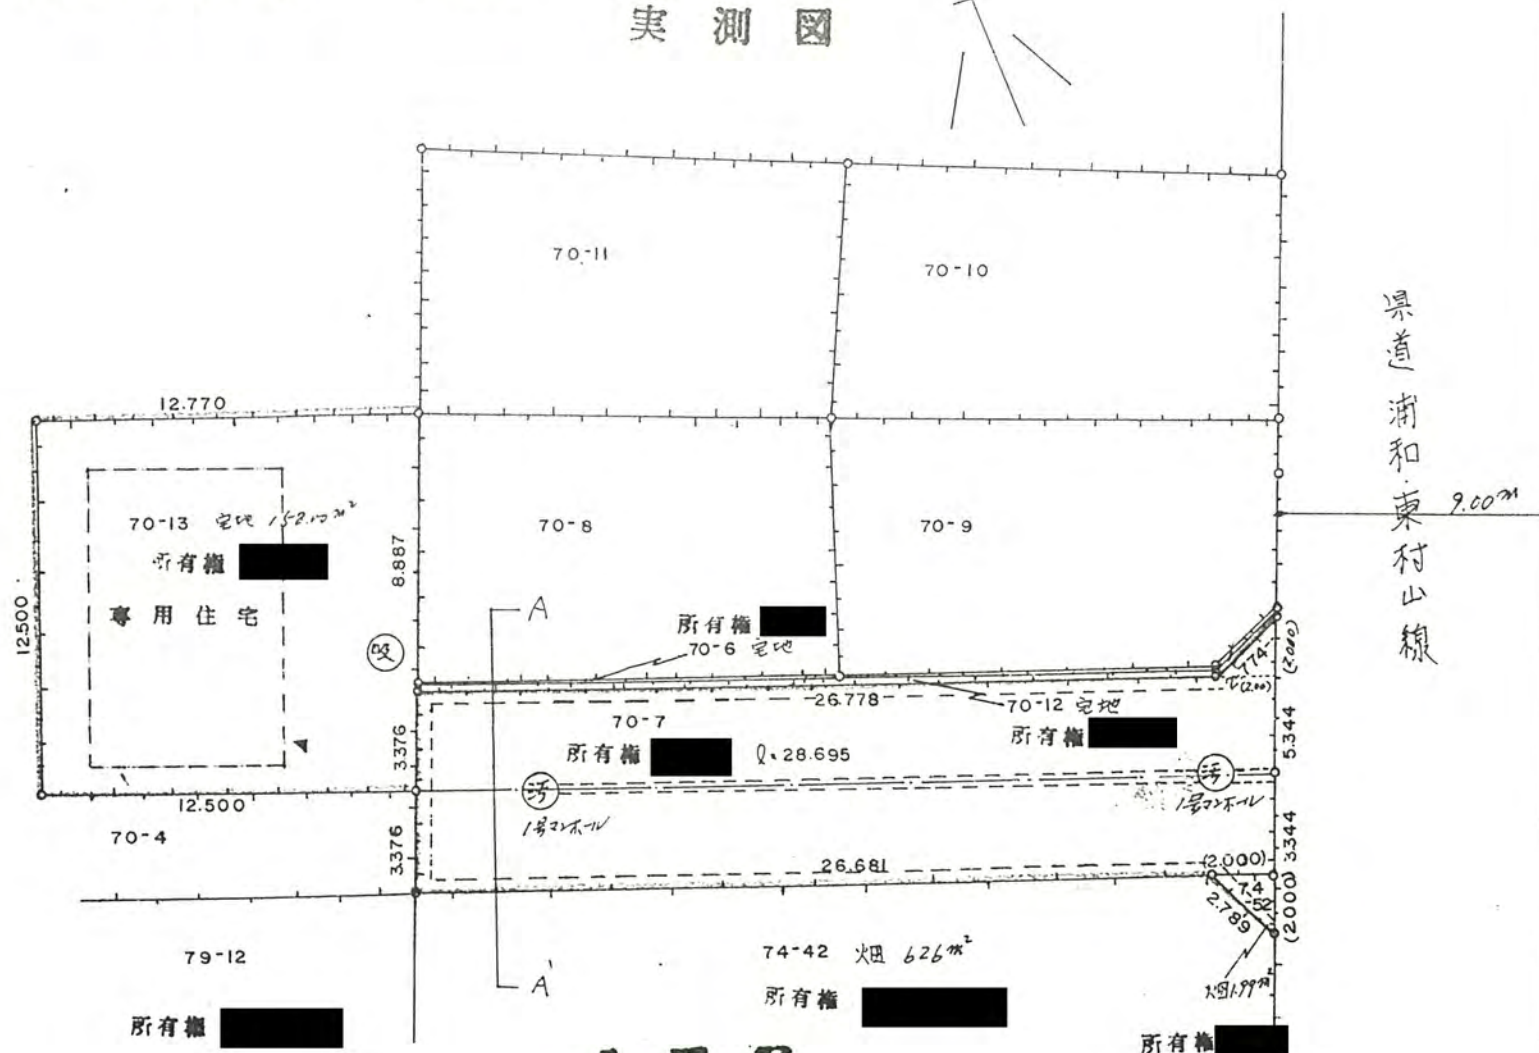 実測図
70-11
70-10
県道 浦和・東村山線
9.00m
12.770
70-13 宅地
所有権
専用住宅
12.500
8.887
70-8
70-9
A
所有権
70-6 宅地
(2.000)
(2.00)
26.778
70-12 宅地
所有権
70-7
所有権 l=28.695
3.376
5.344
汚
1号マンホール
汚
1号マンホール
12.500
70-4
3.376
26.681
(2.000)
3.344
(2.000)
2.789
79-12
所有権
A'
74-42 畑 626m²
所有権
所有権